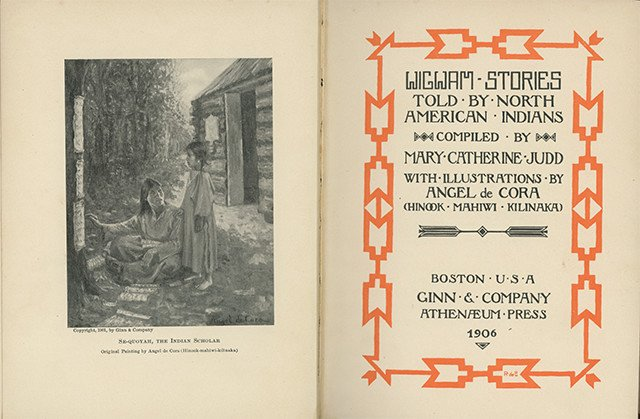 Angel de Cora
Copyright, 1901, by Ginn & Company
SE-QUOYAH, THE INDIAN SCHOLAR
Original Painting by Angel de Cora (Hinook-mahiwi-kilinaka)
WIGWAM·STORIES
TOLD·BY·NORTH
AMERICAN·INDIANS
COMPILED·BY
MARY·CATHERINE·JUDD
WITH·ILLUSTRATIONS·BY
ANGEL de CORA
(HINOOK·MAHIWI·KILINAKA)
BOSTON·U·S·A
GINN·&·COMPANY
ATHENÆUM·PRESS
1906